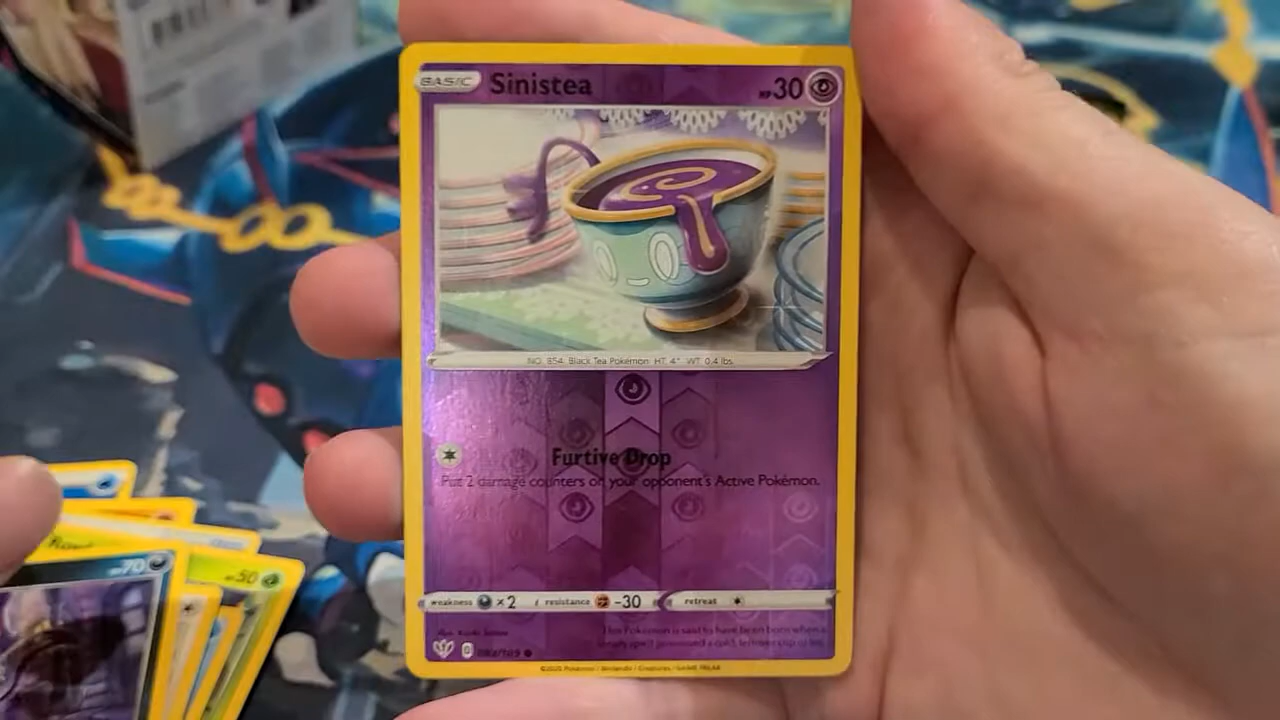 BASIC Sinistea HP30
NO. 854 Black Tea Pokémon HT 4" WT 0.4 lbs.
Furtive Drop
Put 2 damage counters on your opponent's Active Pokémon.
weakness ×2 resistance -30 retreat
This Pokémon is said to have been born when a
lonely spirit possessed a cold, leftover cup of tea.
©2020 Pokémon / Nintendo / Creatures / GAME FREAK
HP70
HP50